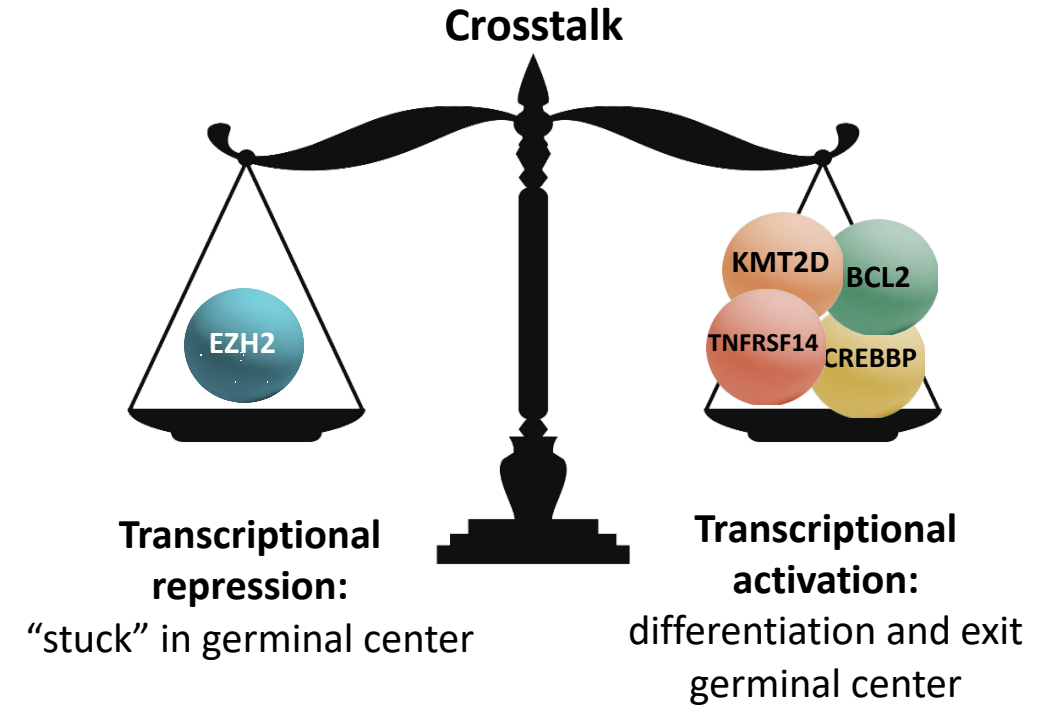 Crosstalk
EZH2
KMT2D
BCL2
TNFRSF14
CREBBP
Transcriptional
repression:
“stuck” in germinal center
Transcriptional
activation:
differentiation and exit
germinal center